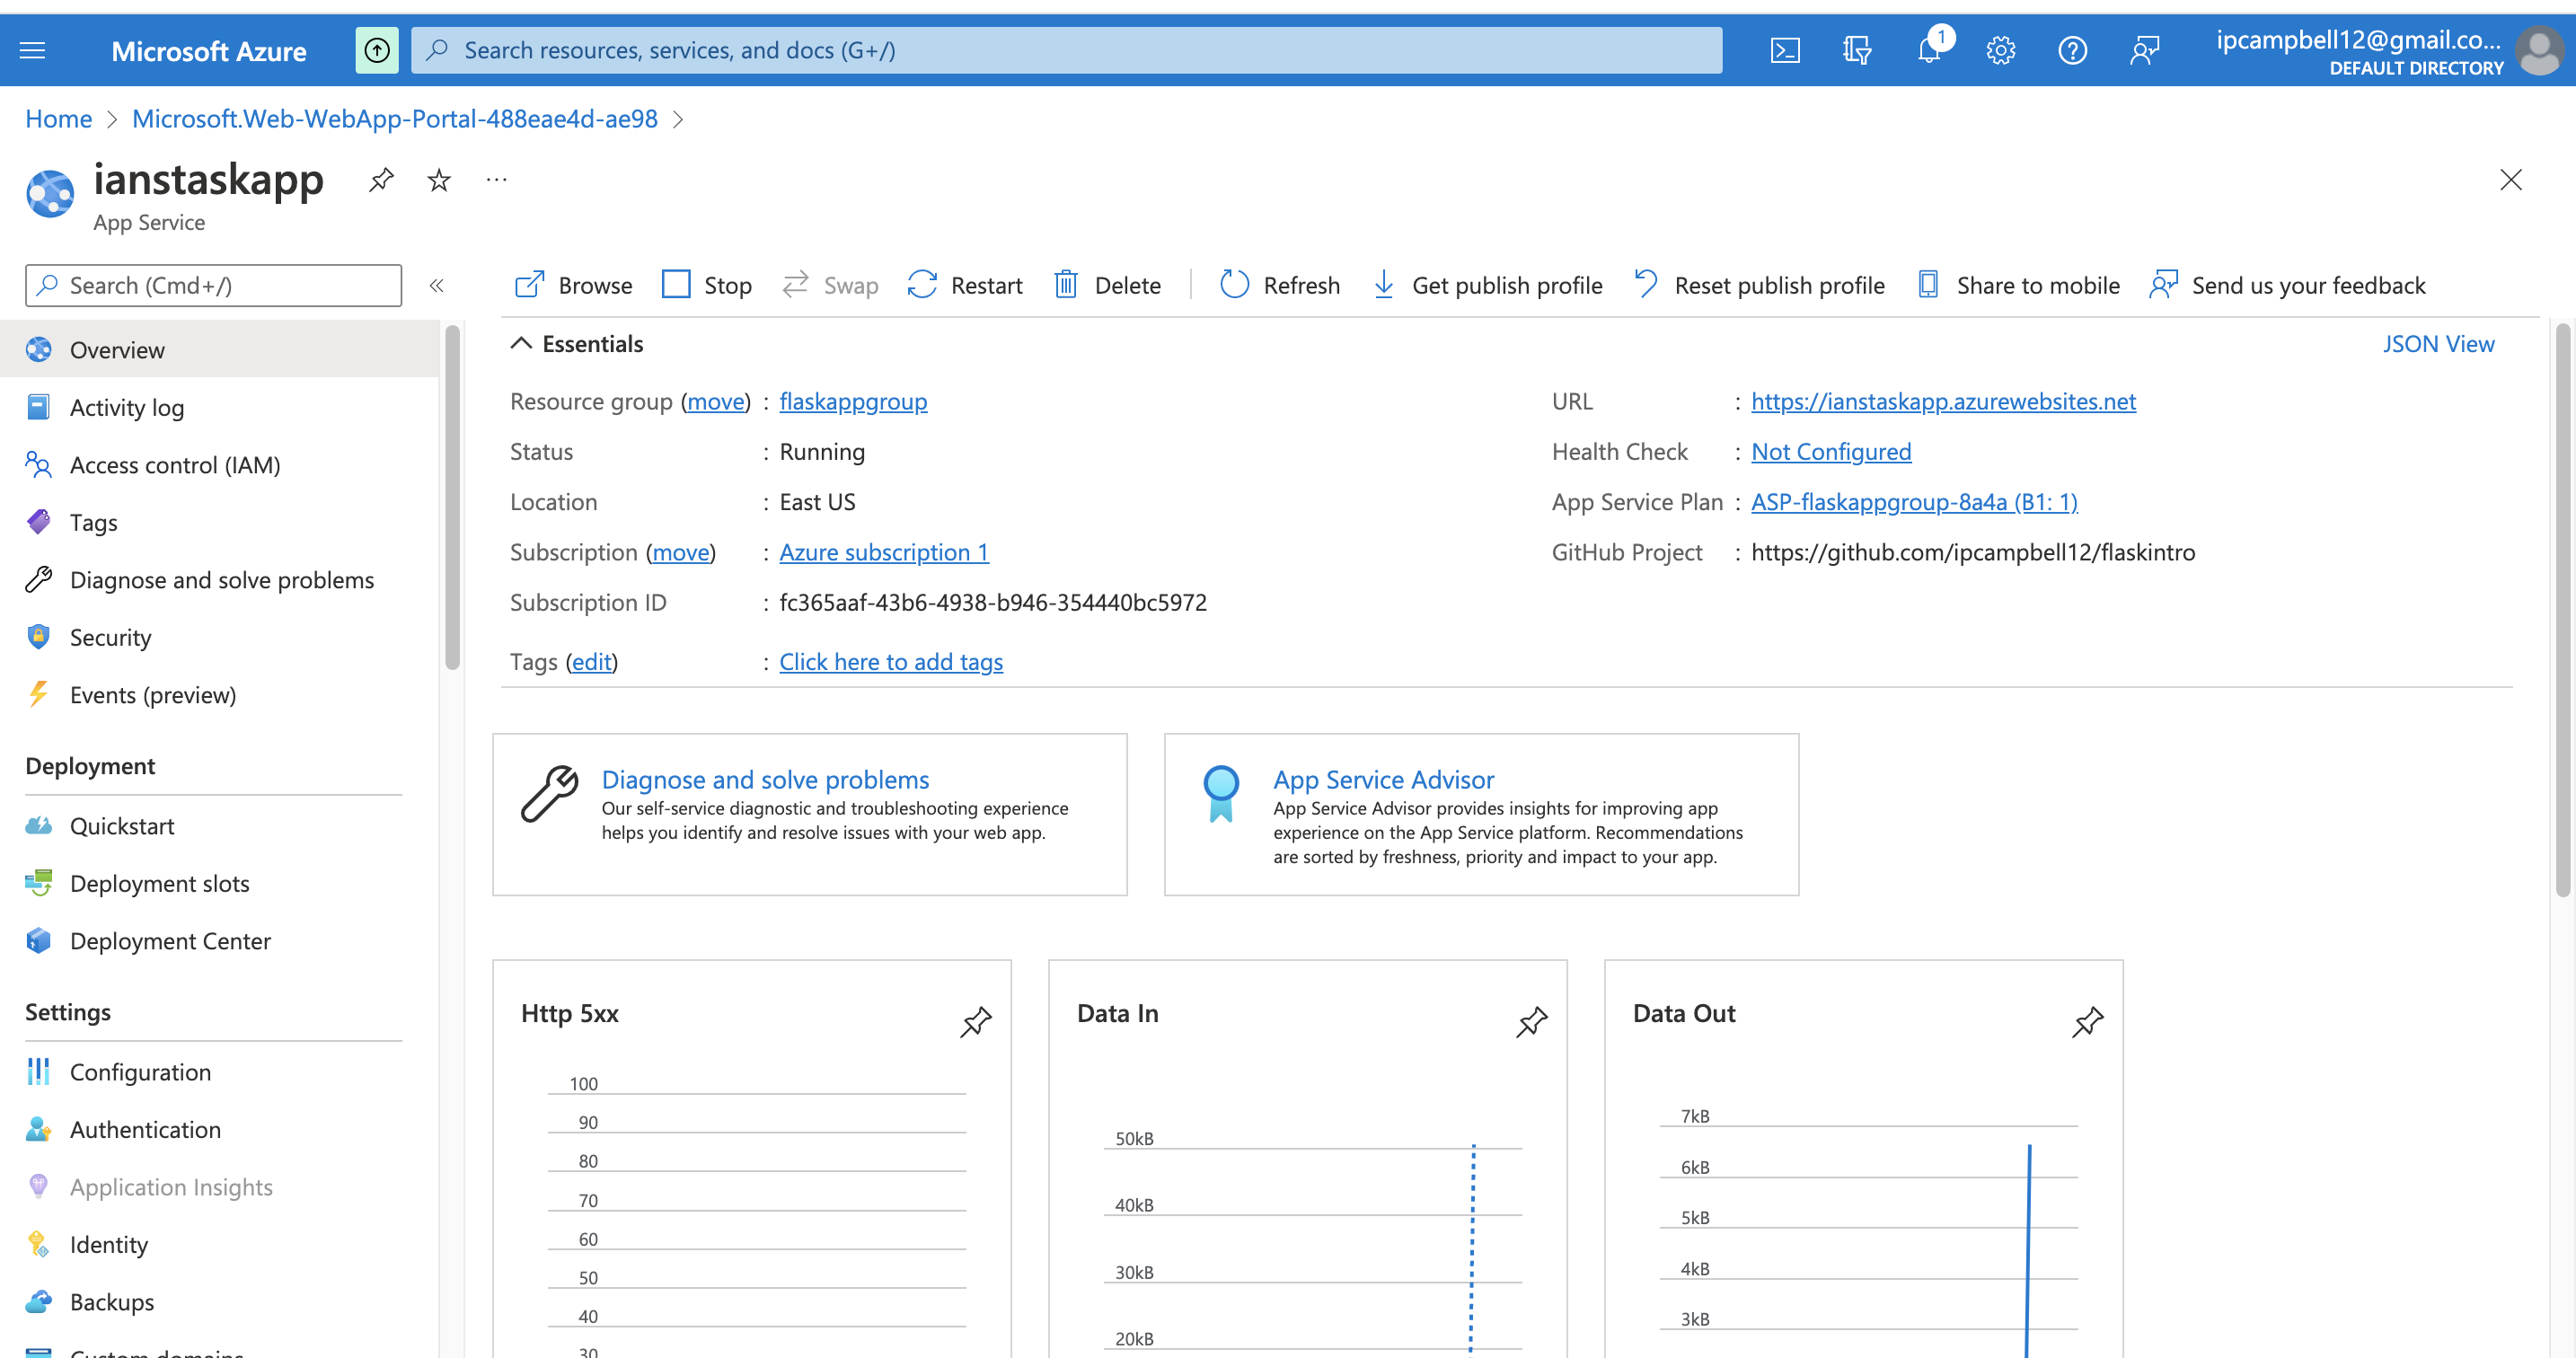 Microsoft Azure
Search resources, services, and docs (G+/)
1
ipcampbell12@gmail.co...
DEFAULT DIRECTORY
Home > Microsoft.Web-WebApp-Portal-488eae4d-ae98 >
ianstaskapp
...
App Service
Search (Cmd+/)
«
Browse Stop Swap Restart Delete Refresh Get publish profile Reset publish profile Share to mobile Send us your feedback
Overview
Activity log
Access control (IAM)
Tags
Diagnose and solve problems
Security
Events (preview)
Deployment
Quickstart
Deployment slots
Deployment Center
Settings
Configuration
Authentication
Application Insights
Identity
Backups
Custom domains
Essentials
JSON View
Resource group (move) : flaskappgroup
Status : Running
Location : East US
Subscription (move) : Azure subscription 1
Subscription ID : fc365aaf-43b6-4938-b946-354440bc5972
Tags (edit) : Click here to add tags
URL : https://ianstaskapp.azurewebsites.net
Health Check : Not Configured
App Service Plan : ASP-flaskappgroup-8a4a (B1: 1)
GitHub Project : https://github.com/ipcampbell12/flaskintro
Diagnose and solve problems
Our self-service diagnostic and troubleshooting experience
helps you identify and resolve issues with your web app.
App Service Advisor
App Service Advisor provides insights for improving app
experience on the App Service platform. Recommendations
are sorted by freshness, priority and impact to your app.
Http 5xx
100
90
80
70
60
50
40
30
Data In
50kB
40kB
30kB
20kB
Data Out
7kB
6kB
5kB
4kB
3kB